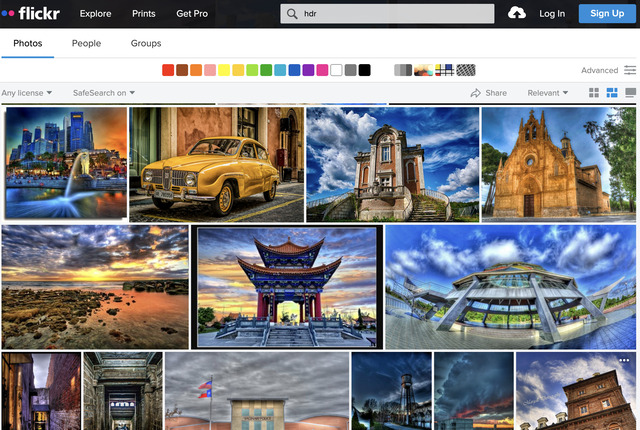 flickr Explore Prints Get Pro hdr Log In Sign Up
Photos People Groups
Advanced
Any license SafeSearch on Share Relevant